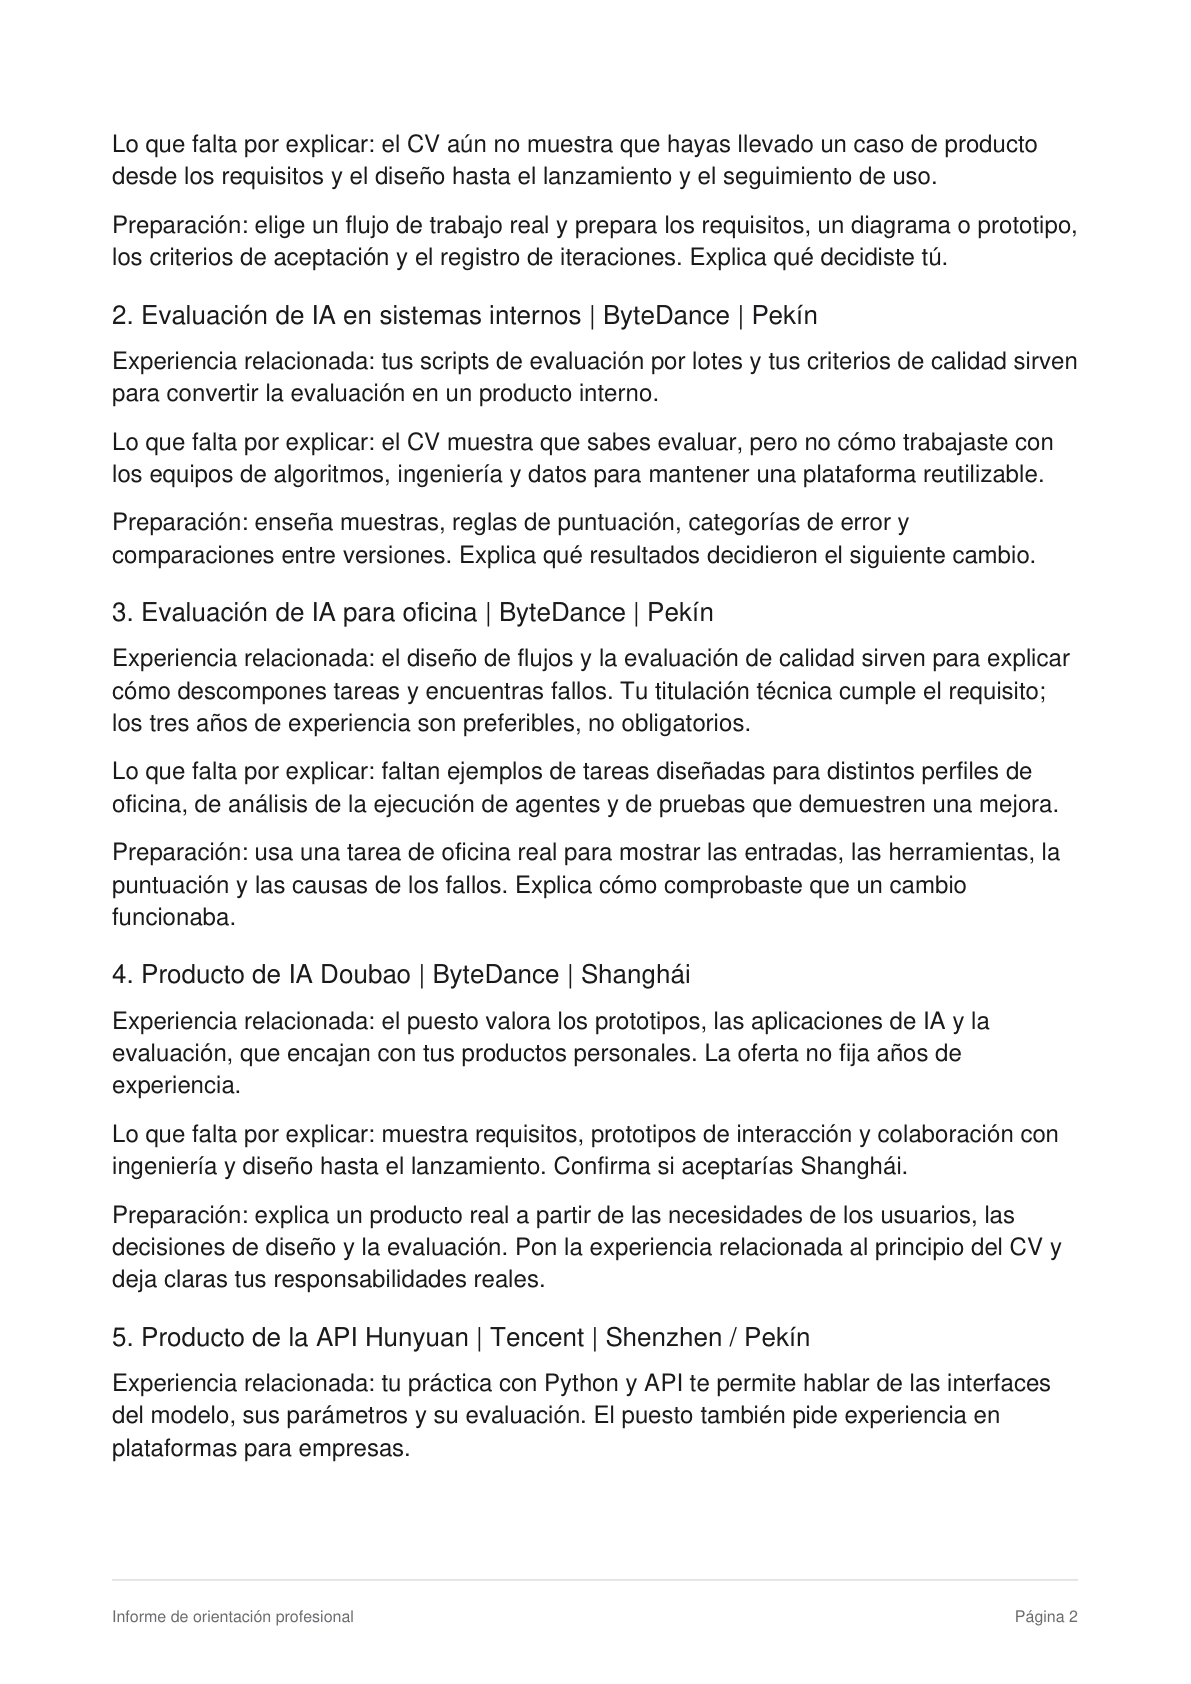 Lo que falta por explicar: el CV aún no muestra que hayas llevado un caso de producto
desde los requisitos y el diseño hasta el lanzamiento y el seguimiento de uso.
Preparación: elige un flujo de trabajo real y prepara los requisitos, un diagrama o prototipo,
los criterios de aceptación y el registro de iteraciones. Explica qué decidiste tú.
2. Evaluación de IA en sistemas internos | ByteDance | Pekín
Experiencia relacionada: tus scripts de evaluación por lotes y tus criterios de calidad sirven
para convertir la evaluación en un producto interno.
Lo que falta por explicar: el CV muestra que sabes evaluar, pero no cómo trabajaste con
los equipos de algoritmos, ingeniería y datos para mantener una plataforma reutilizable.
Preparación: enseña muestras, reglas de puntuación, categorías de error y
comparaciones entre versiones. Explica qué resultados decidieron el siguiente cambio.
3. Evaluación de IA para oficina | ByteDance | Pekín
Experiencia relacionada: el diseño de flujos y la evaluación de calidad sirven para explicar
cómo descompones tareas y encuentras fallos. Tu titulación técnica cumple el requisito;
los tres años de experiencia son preferibles, no obligatorios.
Lo que falta por explicar: faltan ejemplos de tareas diseñadas para distintos perfiles de
oficina, de análisis de la ejecución de agentes y de pruebas que demuestren una mejora.
Preparación: usa una tarea de oficina real para mostrar las entradas, las herramientas, la
puntuación y las causas de los fallos. Explica cómo comprobaste que un cambio
funcionaba.
4. Producto de IA Doubao | ByteDance | Shanghái
Experiencia relacionada: el puesto valora los prototipos, las aplicaciones de IA y la
evaluación, que encajan con tus productos personales. La oferta no fija años de
experiencia.
Lo que falta por explicar: muestra requisitos, prototipos de interacción y colaboración con
ingeniería y diseño hasta el lanzamiento. Confirma si aceptarías Shanghái.
Preparación: explica un producto real a partir de las necesidades de los usuarios, las
decisiones de diseño y la evaluación. Pon la experiencia relacionada al principio del CV y
deja claras tus responsabilidades reales.
5. Producto de la API Hunyuan | Tencent | Shenzhen / Pekín
Experiencia relacionada: tu práctica con Python y API te permite hablar de las interfaces
del modelo, sus parámetros y su evaluación. El puesto también pide experiencia en
plataformas para empresas.
Informe de orientación profesional
Página 2